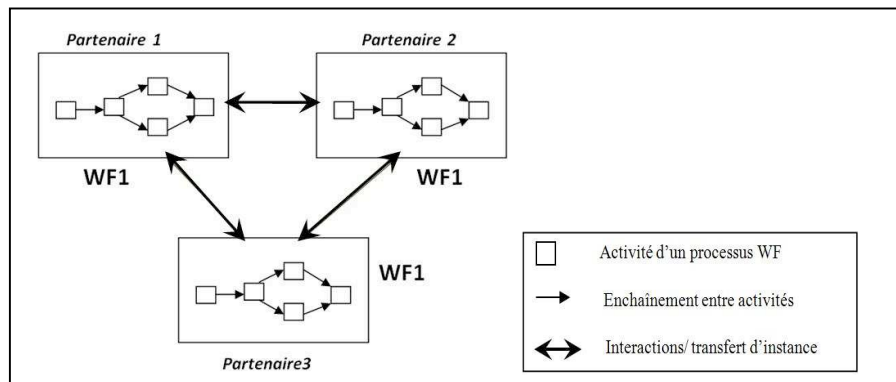 Partenaire 1
Partenaire 2
WF1
WF1
WF1
Partenaire3
Activité d'un processus WF
Enchaînement entre activités
Interactions/ transfert d'instance